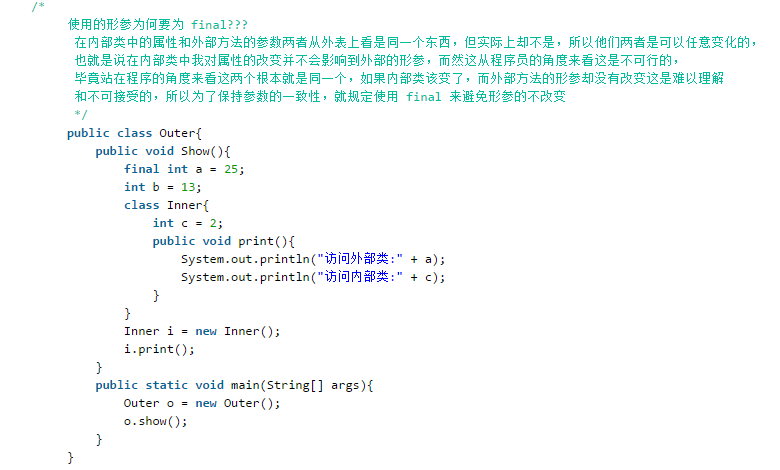 /*
使用的形参为何要为 final???
在内部类中的属性和外部方法的参数两者从外表上看是同一个东西，但实际上却不是，所以他们两者是可以任意变化的，
也就是说在内部类中我对属性的改变并不会影响到外部的形参，而然这从程序员的角度来看这是不可行的，
毕竟站在程序的角度来看这两个根本就是同一个，如果内部类该变了，而外部方法的形参却没有改变这是难以理解
和不可接受的，所以为了保持参数的一致性，就规定使用 final 来避免形参的不改变
*/
public class Outer{
public void Show(){
final int a = 25;
int b = 13;
class Inner{
int c = 2;
public void print(){
System.out.println("访问外部类:" + a);
System.out.println("访问内部类:" + c);
}
}
Inner i = new Inner();
i.print();
}
public static void main(String[] args){
Outer o = new Outer();
o.show();
}
}